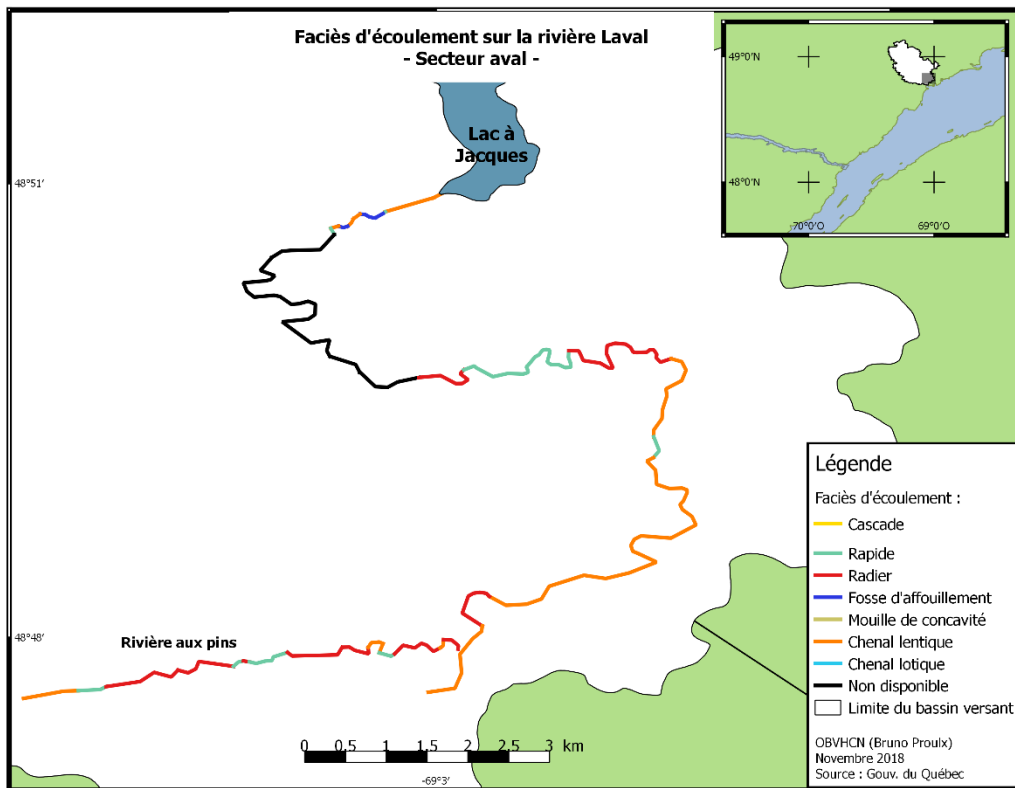 Faciès d'écoulement sur la rivière Laval
- Secteur aval -
Lac à
Jacques
49°0'N
48°0'N
-70°0'O
-69°0'O
48°51'
48°48'
Rivière aux pins
0 0,5 1 1,5 2 2,5 3 km
-69°3'
Légende
Faciès d'écoulement :
Cascade
Rapide
Radier
Fosse d'affouillement
Mouille de concavité
Chenal lentique
Chenal lotique
Non disponible
Limite du bassin versant
OBVHCN (Bruno Proulx)
Novembre 2018
Source : Gouv. du Québec